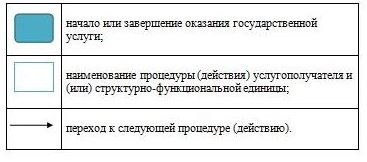 начало или завершение оказания государственной
услуги;
наименование процедуры (действия) услугополучателя и
(или) структурно-функциональной единицы;
переход к следующей процедуре (действию).